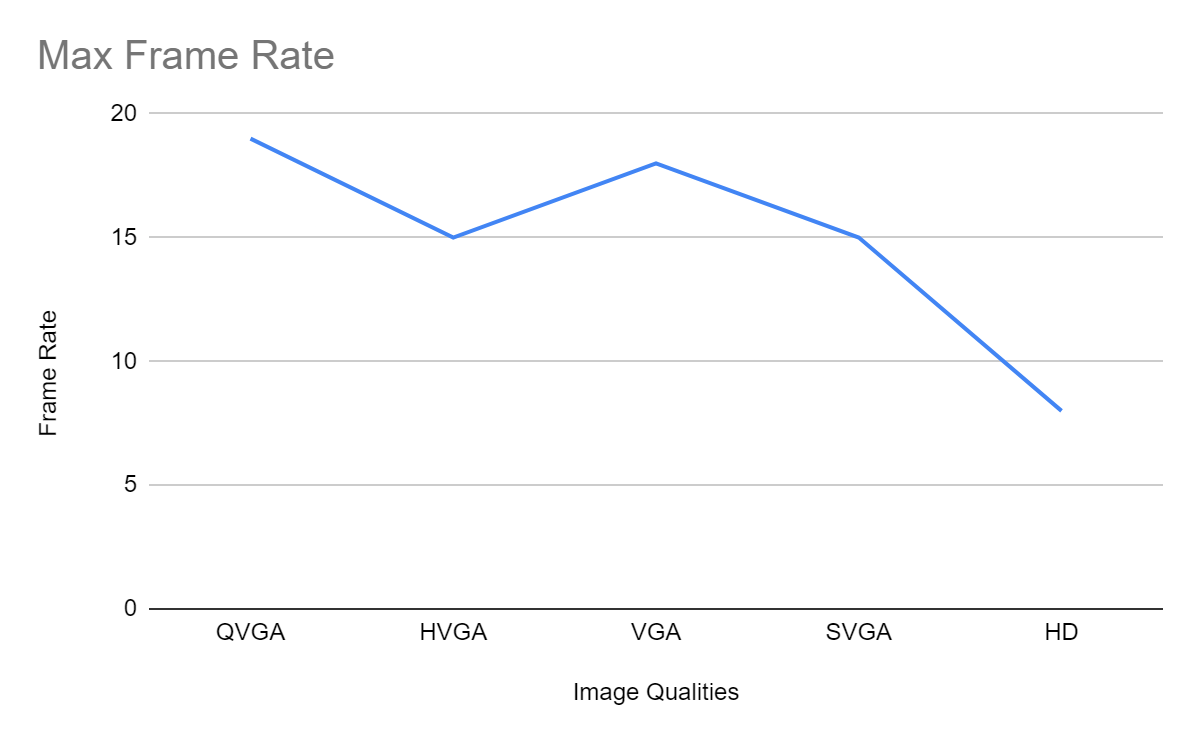 Max Frame Rate
20
15
10
5
0
Frame Rate
QVGA HVGA VGA SVGA HD
Image Qualities